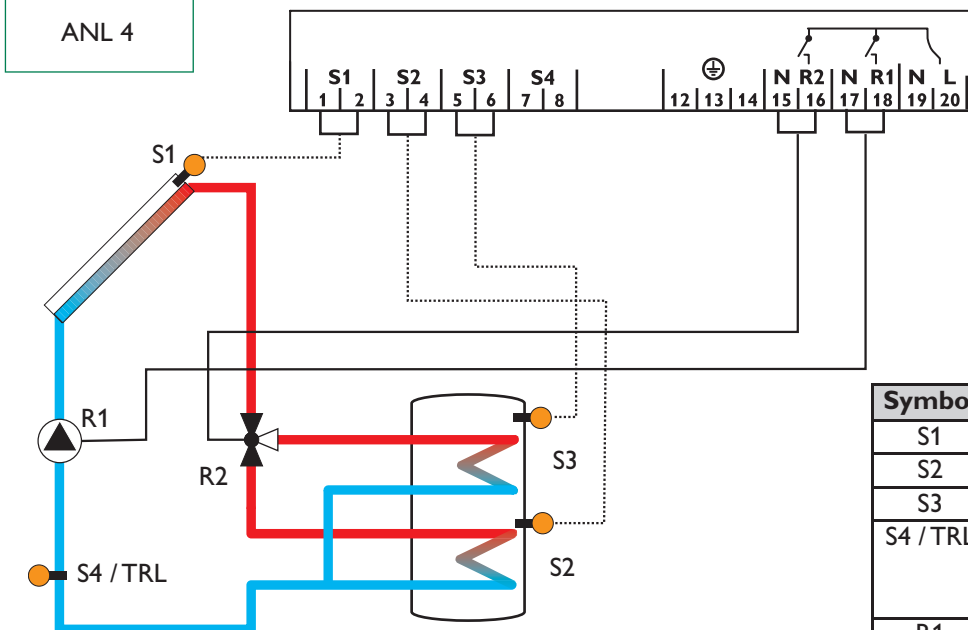 ANL 4
S1 S2 S3 S4 N R2 N R1 N L
1 2 3 4 5 6 7 8 12 13 14 15 16 17 18 19 20
S1
R1
R2
S3
S2
S4 / TRL
Symbo
S1
S2
S3
S4 / TRL
R1